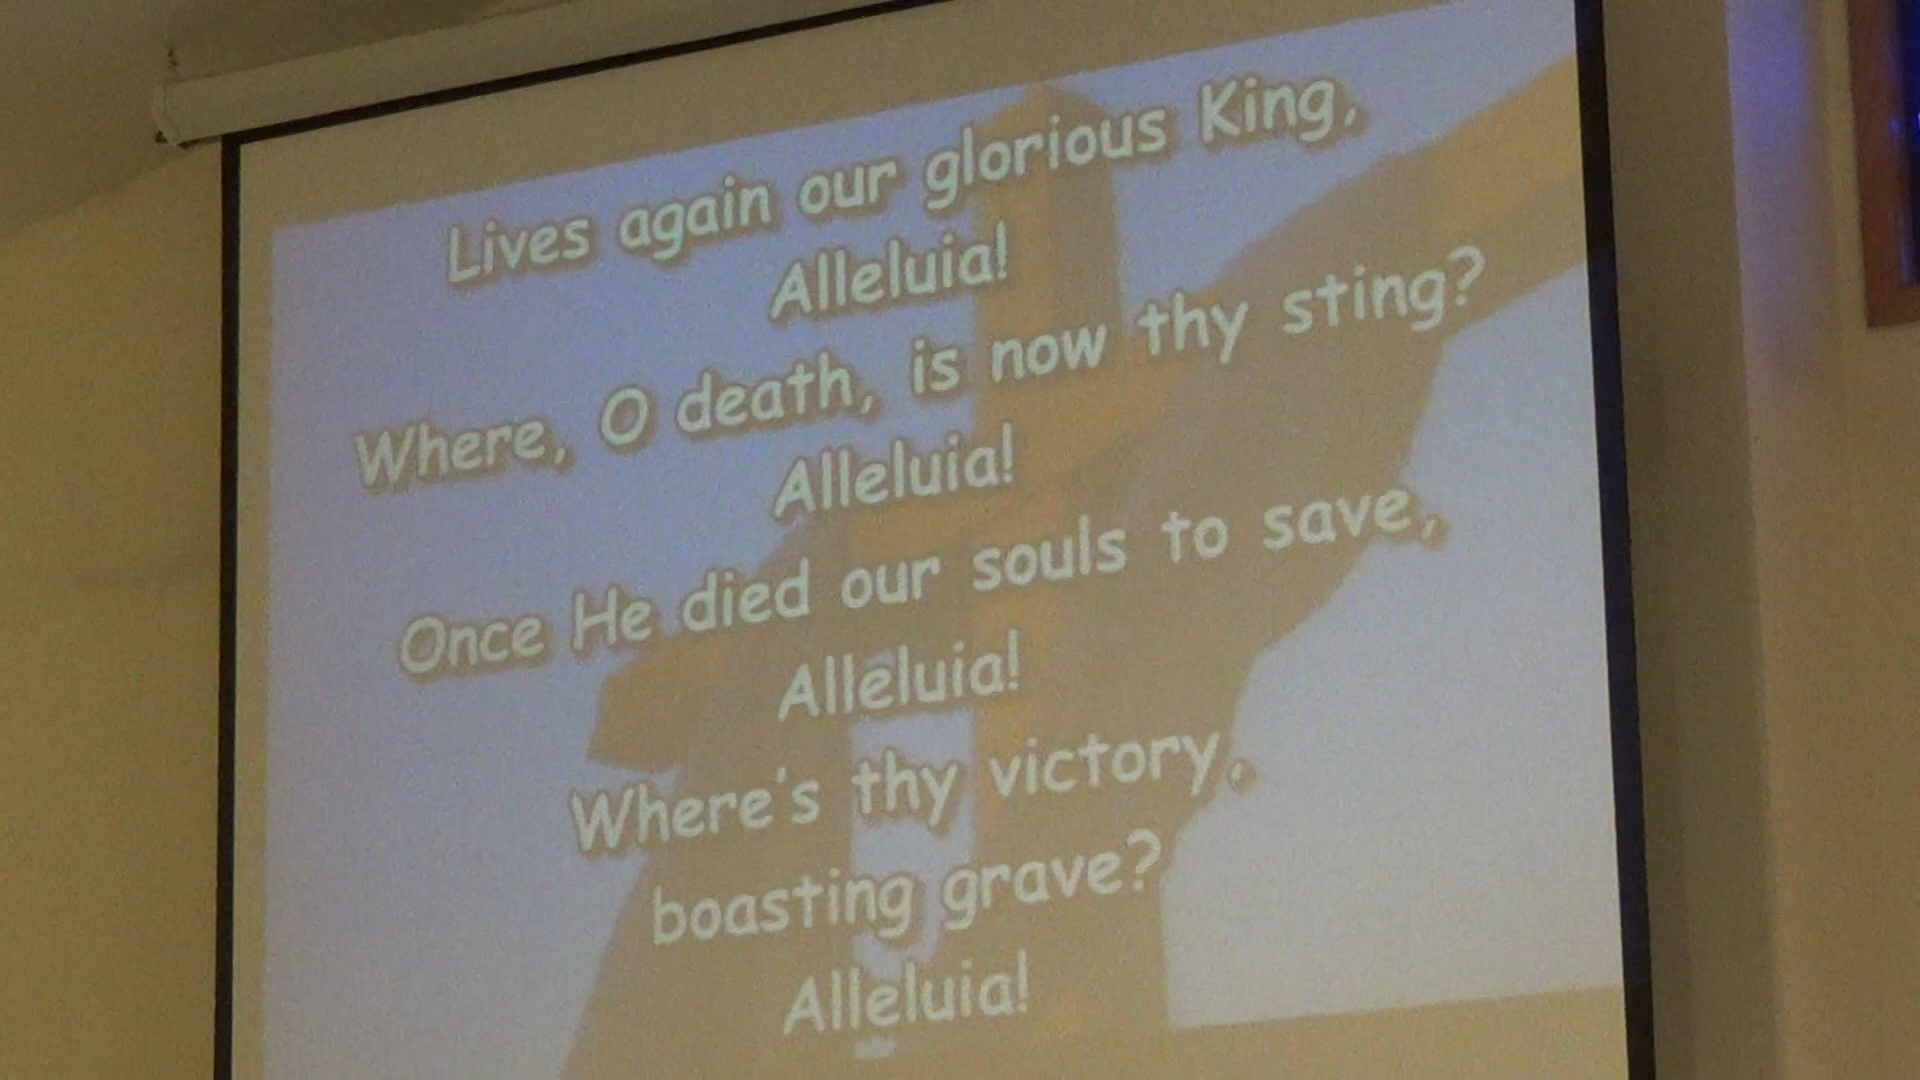 Lives again our glorious King,
Alleluia!
Where, O death, is now thy sting?
Alleluia!
Once He died our souls to save,
Alleluia!
Where's thy victory,
boasting grave?
Alleluia!